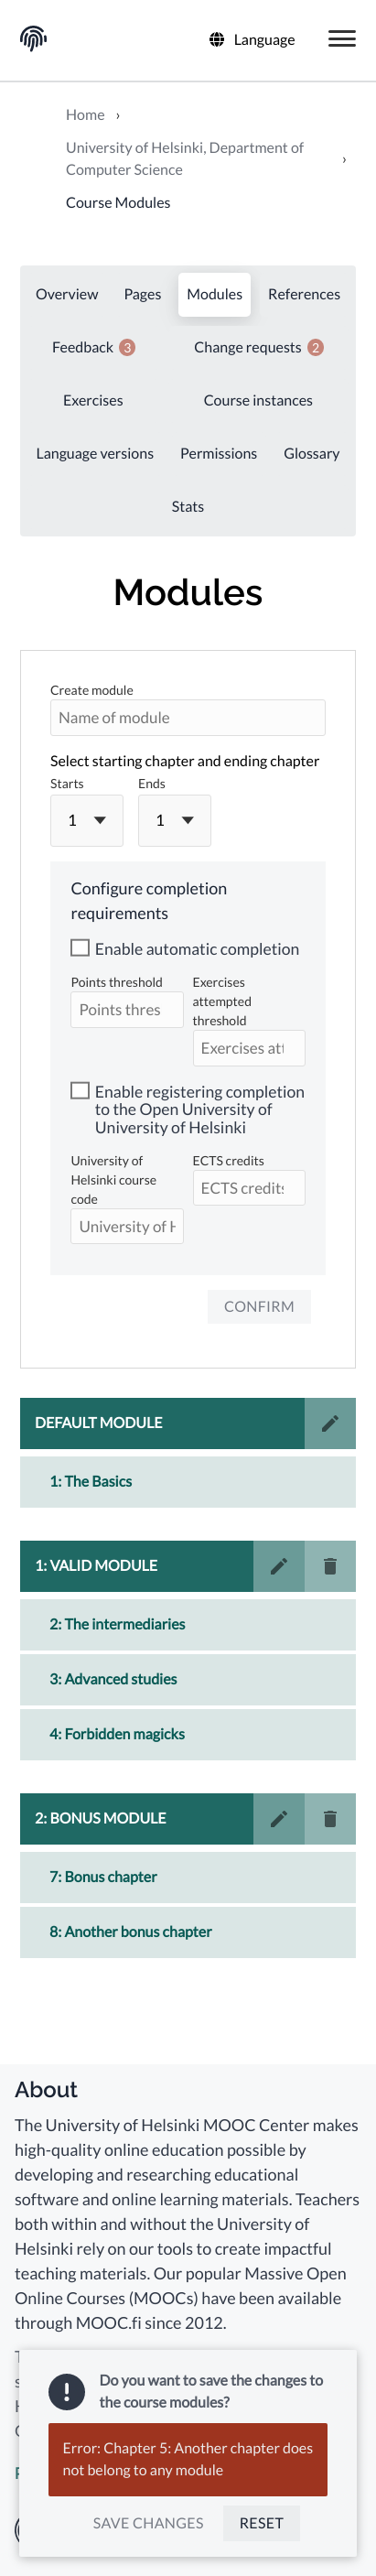 Language
Home ›
University of Helsinki, Department of
Computer Science ›
Course Modules
Overview Pages Modules References
Feedback 3 Change requests 2
Exercises Course instances
Language versions Permissions Glossary
Stats
Modules
Create module
Name of module
Select starting chapter and ending chapter
Starts Ends
1 1
Configure completion
requirements
Enable automatic completion
Points threshold
Points thres
Exercises
attempted
threshold
Exercises att
Enable registering completion
to the Open University of
University of Helsinki
University of
Helsinki course
code
University of H
ECTS credits
ECTS credits
CONFIRM
DEFAULT MODULE
1: The Basics
1: VALID MODULE
2: The intermediaries
3: Advanced studies
4: Forbidden magicks
2: BONUS MODULE
7: Bonus chapter
8: Another bonus chapter
About
The University of Helsinki MOOC Center makes
high-quality online education possible by
developing and researching educational
software and online learning materials. Teachers
both within and without the University of
Helsinki rely on our tools to create impactful
teaching materials. Our popular Massive Open
Online Courses (MOOCs) have been available
through MOOC.fi since 2012.
Do you want to save the changes to
the course modules?
Error: Chapter 5: Another chapter does
not belong to any module
SAVE CHANGES RESET